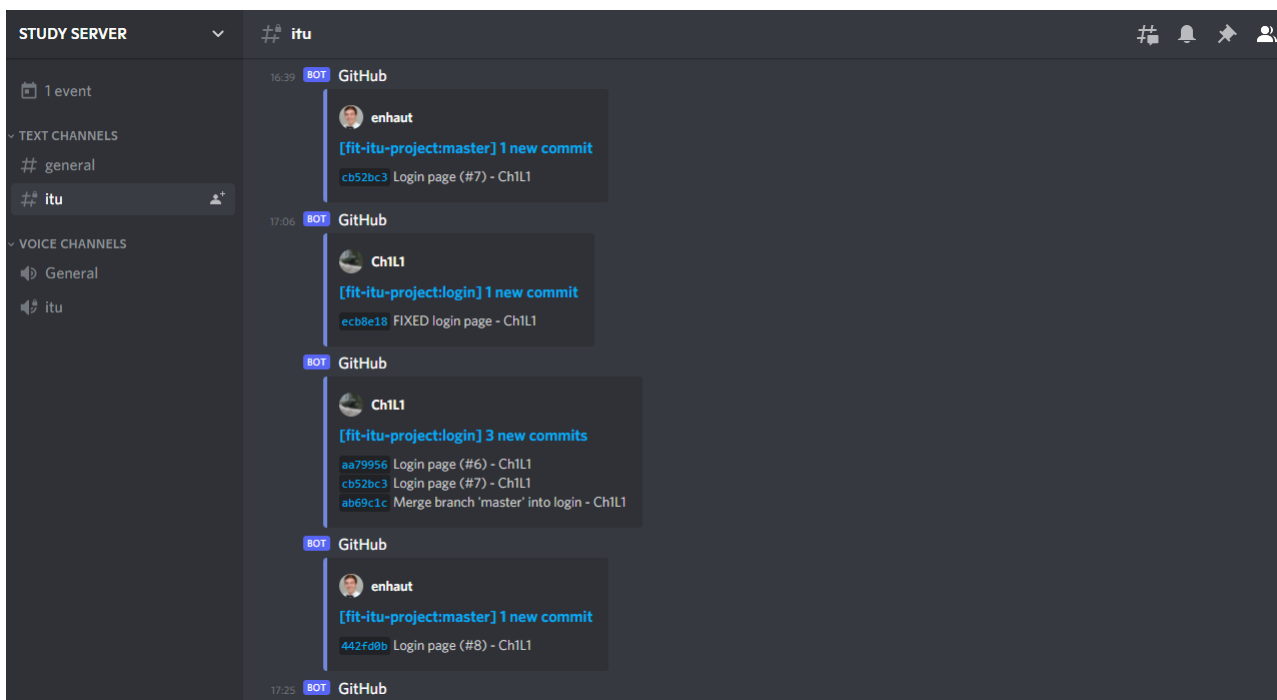 STUDY SERVER
1 event
TEXT CHANNELS
general
itu
VOICE CHANNELS
General
itu
itu
16:39 BOT GitHub
enhaut
[fit-itu-project:master] 1 new commit
cb52bc3 Login page (#7) - Ch1L1
17:06 BOT GitHub
Ch1L1
[fit-itu-project:login] 1 new commit
ecb8e18 FIXED login page - Ch1L1
BOT GitHub
Ch1L1
[fit-itu-project:login] 3 new commits
aa79956 Login page (#6) - Ch1L1
cb52bc3 Login page (#7) - Ch1L1
ab69c1c Merge branch 'master' into login - Ch1L1
BOT GitHub
enhaut
[fit-itu-project:master] 1 new commit
442fd0b Login page (#8) - Ch1L1
17:25 BOT GitHub